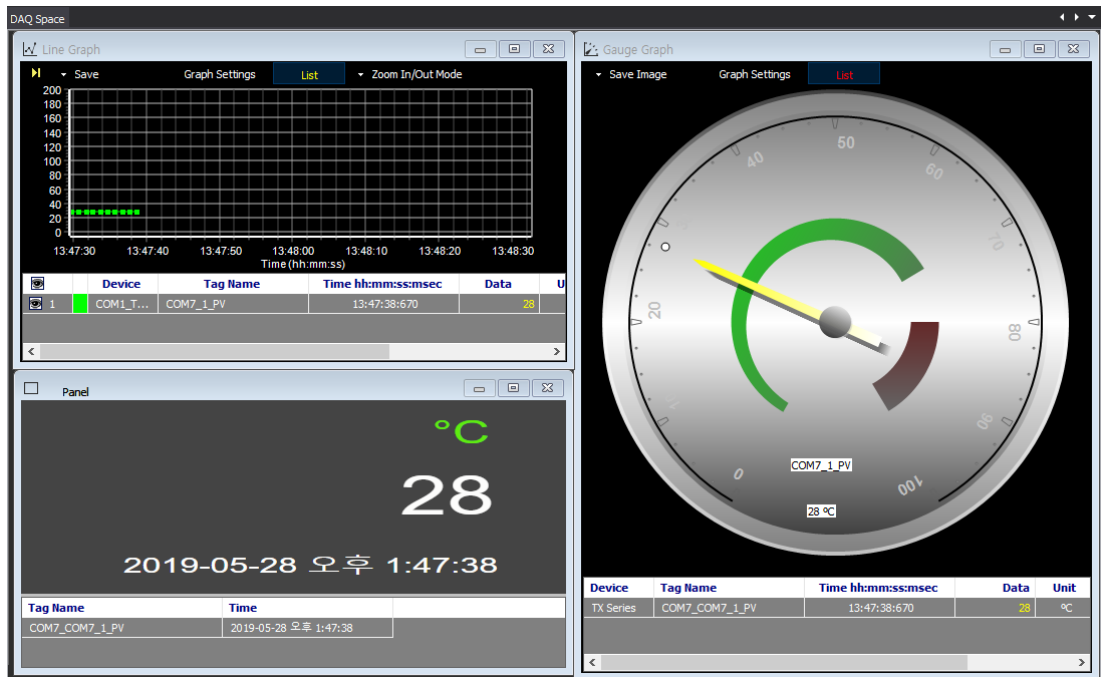 DAQ Space
Line Graph
Save Graph Settings List Zoom In/Out Mode
200
180
160
140
120
100
80
60
40
20
0
13:47:30 13:47:40 13:47:50 13:48:00 13:48:10 13:48:20 13:48:30
Time (hh:mm:ss)
Device Tag Name Time hh:mm:ss:msec Data U
1 COM1_T... COM7_1_PV 13:47:38:670 28
Panel
°C
28
2019-05-28 오후 1:47:38
Tag Name Time
COM7_COM7_1_PV 2019-05-28 오후 1:47:38
Gauge Graph
Save Image Graph Settings List
0
20
40
50
60
70
80
90
100
COM7_1_PV
28 ºC
Device Tag Name Time hh:mm:ss:msec Data Unit
TX Series COM7_COM7_1_PV 13:47:38:670 28 ºC